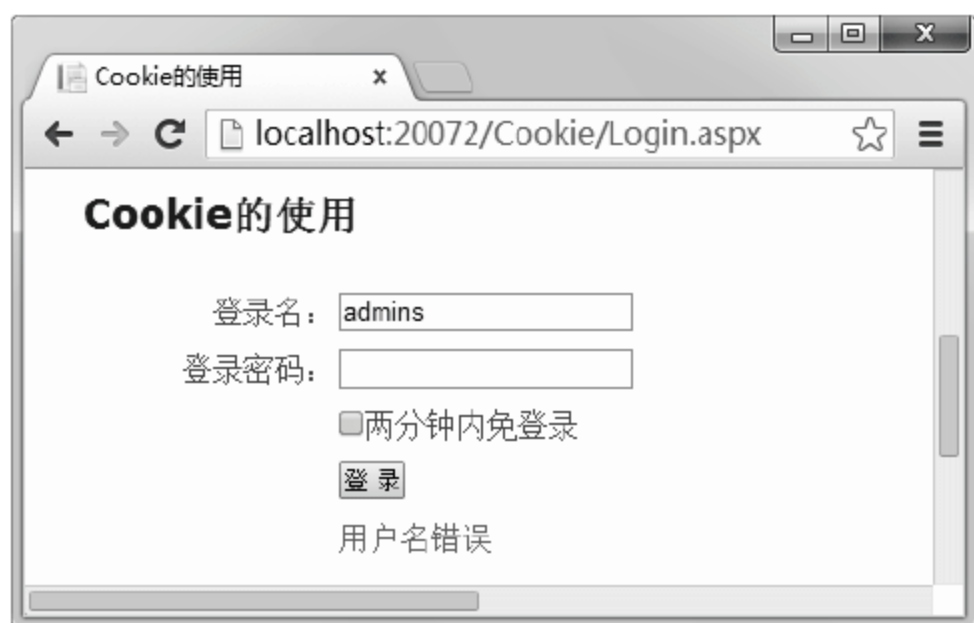 Cookie的使用
localhost:20072/Cookie/Login.aspx
Cookie的使用
登录名：admins
登录密码：
两分钟内免登录
登 录
用户名错误